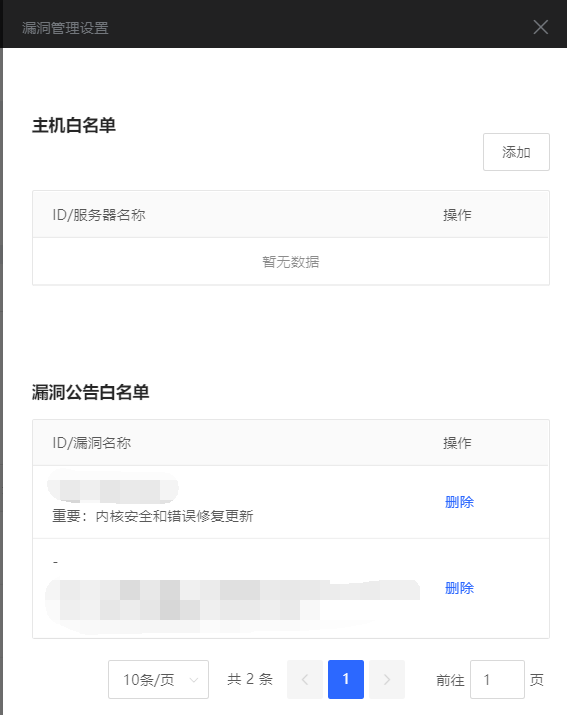 漏洞管理设置
主机白名单
添加
ID/服务器名称 操作
暂无数据
漏洞公告白名单
ID/漏洞名称 操作
重要：内核安全和错误修复更新 删除
-
删除
10条/页 共 2 条 1 前往 1 页